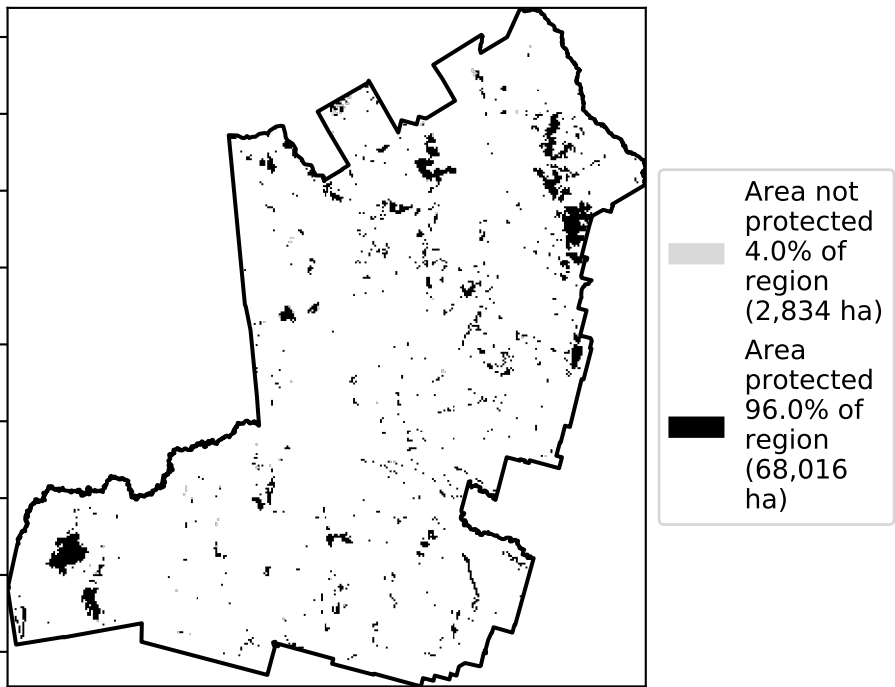 Area not
protected
4.0% of
region
(2,834 ha)
Area
protected
96.0% of
region
(68,016
ha)